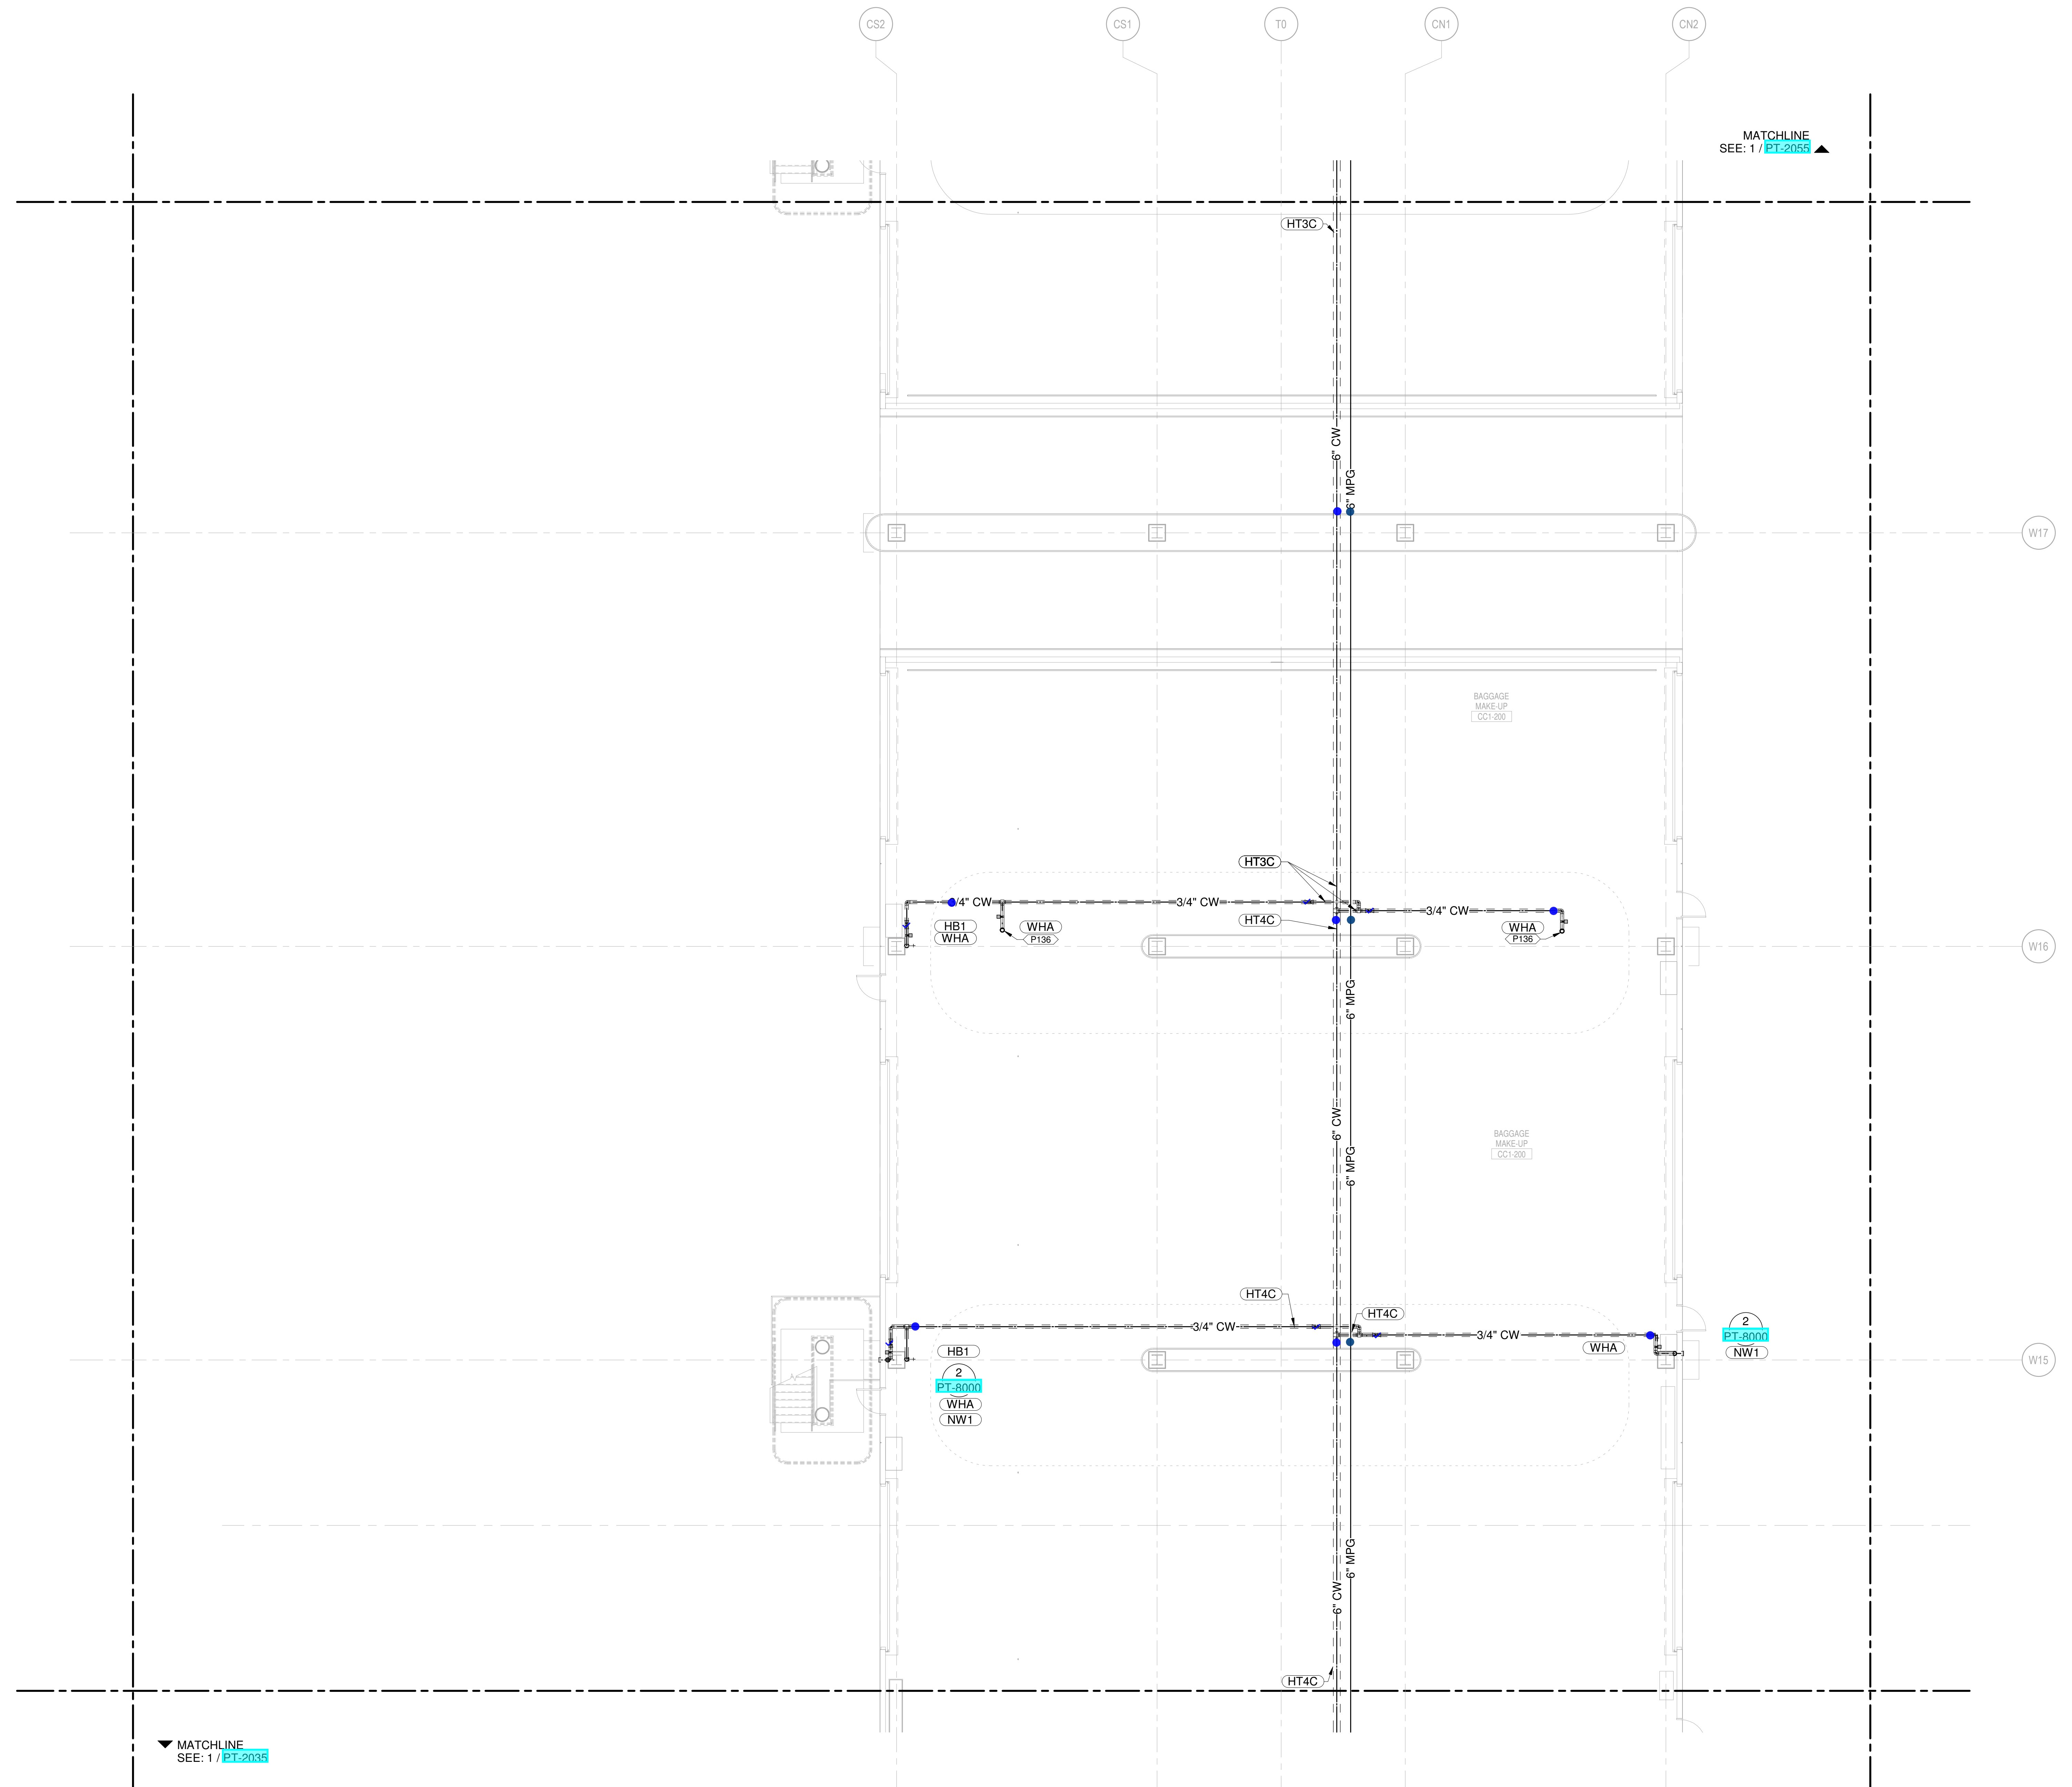 CS2
CS1
T0
CN1
CN2
MATCHLINE
SEE: 1 / PT-2055
HT3C
6" CW
6" MPG
W17
BAGGAGE
MAKE-UP
CC1-200
HT3C
3/4" CW
3/4" CW
3/4" CW
HT4C
HB1
WHA
WHA
P136
WHA
P136
W16
6" MPG
6" CW
6" MPG
BAGGAGE
MAKE-UP
CC1-200
HT4C
HT4C
3/4" CW
3/4" CW
2
PT-8000
NW1
WHA
HB1
2
PT-8000
WHA
NW1
W15
6" MPG
6" CW
HT4C
MATCHLINE
SEE: 1 / PT-2035